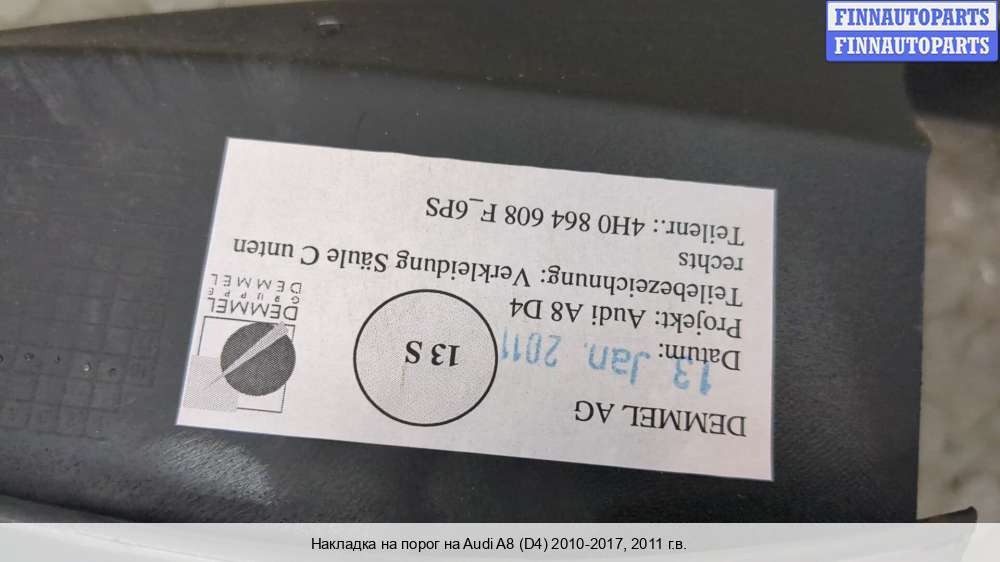 FINNAUTOPARTS
FINNAUTOPARTS
DEMMEL AG
Datum: 13. Jan. 2011
Projekt: Audi A8 D4
Teilebezeichnung: Verkleidung Säule C unten
rechts
Teilenr.: 4H0 864 608 F_6PS
13 S
DEMMEL
GRUPPE
DEMMEL
Накладка на порог на Audi A8 (D4) 2010-2017, 2011 г.в.